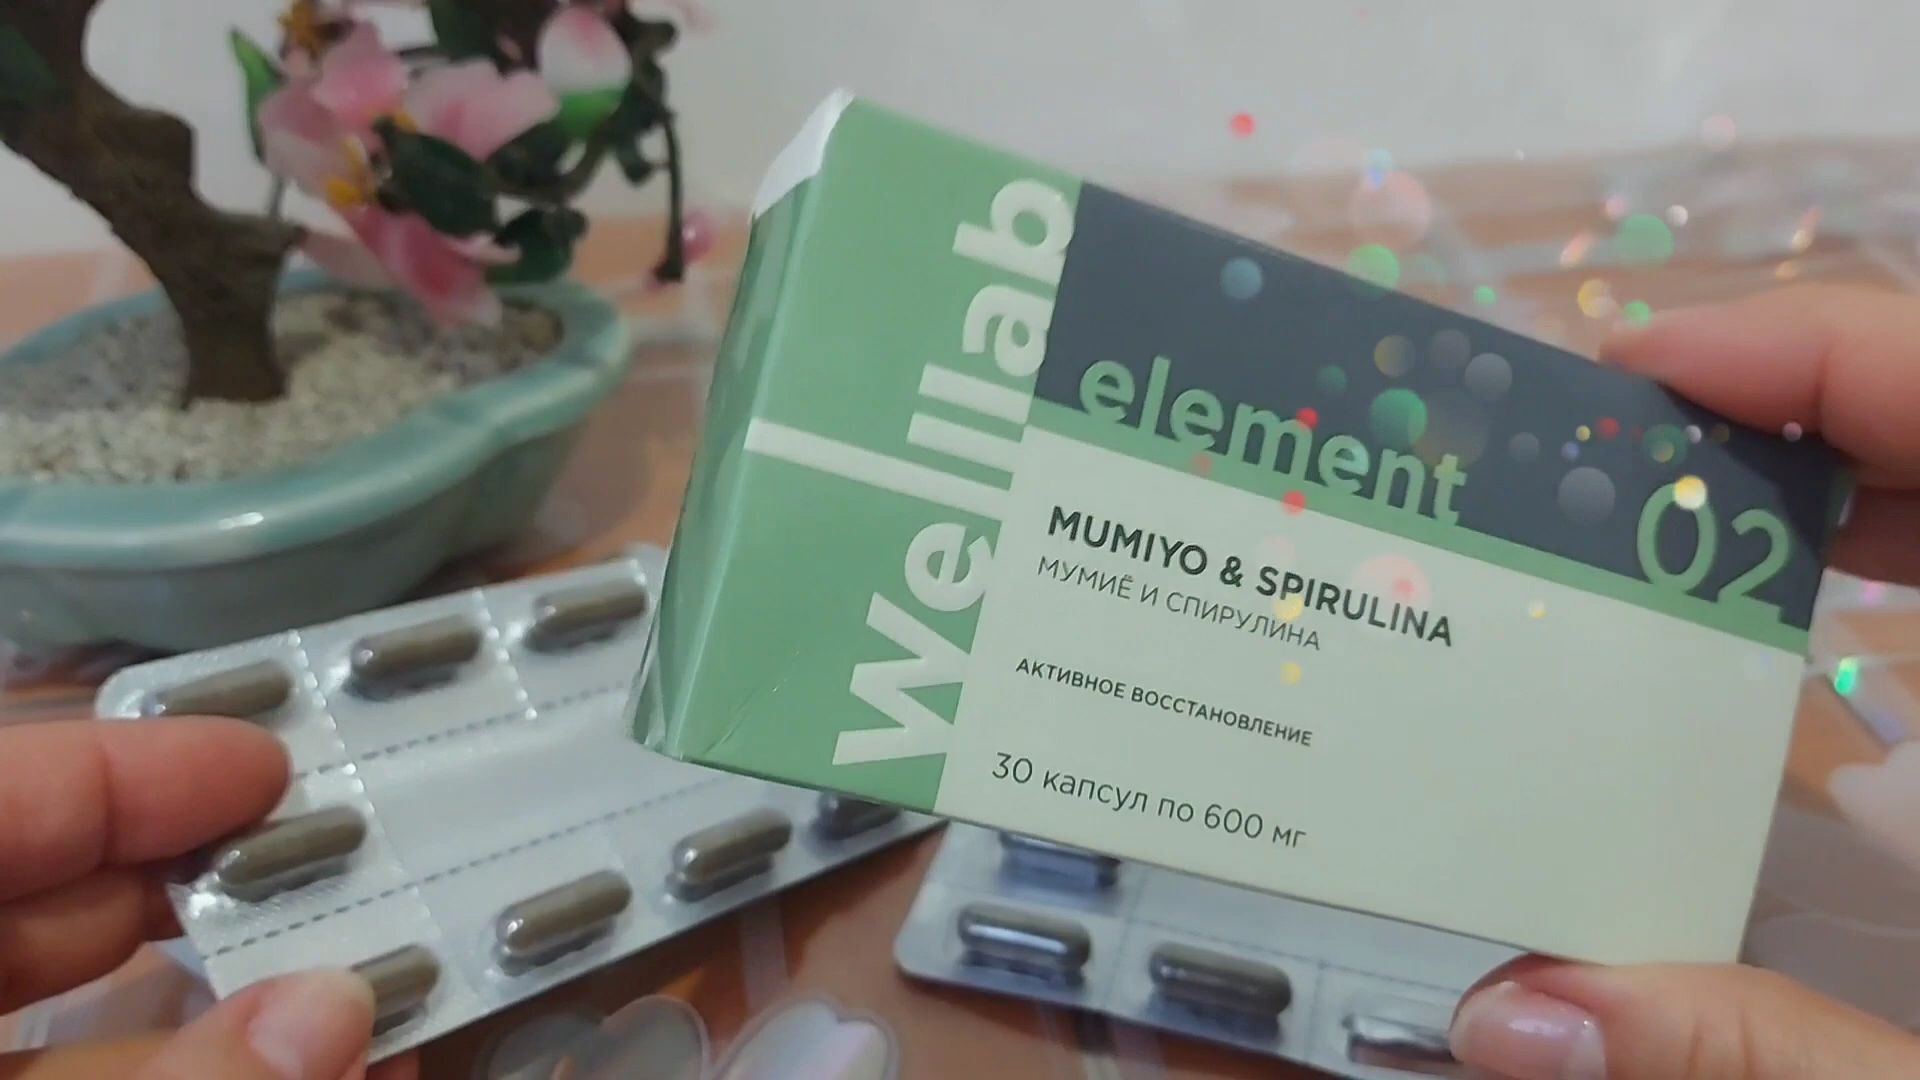 Welllab
element 02
MUMIYO & SPIRULINA
МУМИЁ И СПИРУЛИНА
АКТИВНОЕ ВОССТАНОВЛЕНИЕ
30 капсул по 600 мг